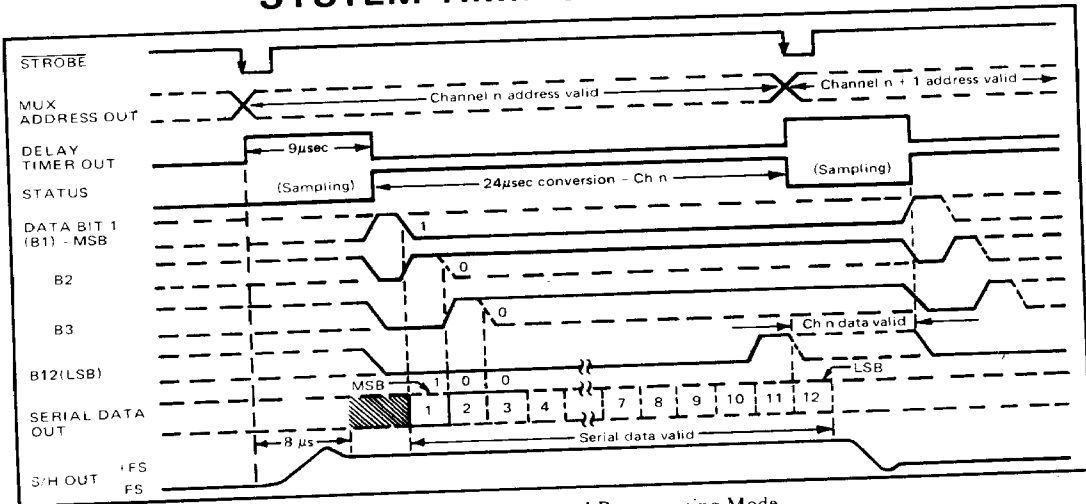 SYSTEM
STROBE
MUX
ADDRESS OUT
Channel n address valid
Channel n + 1 address valid
DELAY
TIMER OUT
9μsec
STATUS
(Sampling)
24μsec conversion – Ch n
(Sampling)
DATA BIT 1
(B1) - MSB
1
B2
0
B3
0
Ch n data valid
B12(LSB)
MSB
1 0 0
LSB
SERIAL DATA
OUT
1 2 3 4 7 8 9 10 11 12
8 μs
Serial data valid
S/H OUT
FS
FS
Mode